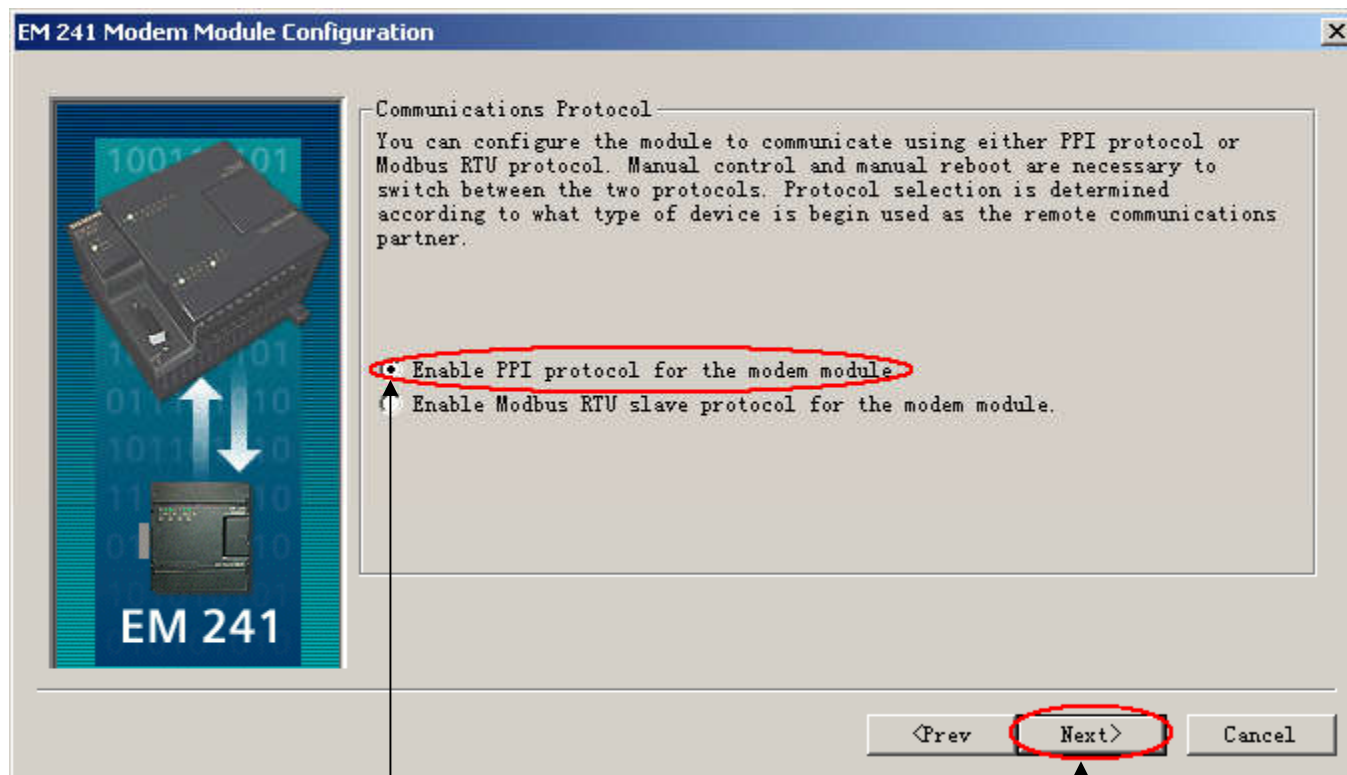 EM 241 Modem Module Configuration
Communications Protocol
You can configure the module to communicate using either PPI protocol or
Modbus RTU protocol. Manual control and manual reboot are necessary to
switch between the two protocols. Protocol selection is determined
according to what type of device is begin used as the remote communications
partner.
Enable PPI protocol for the modem module
Enable Modbus RTU slave protocol for the modem module.
EM 241
<Prev
Next>
Cancel